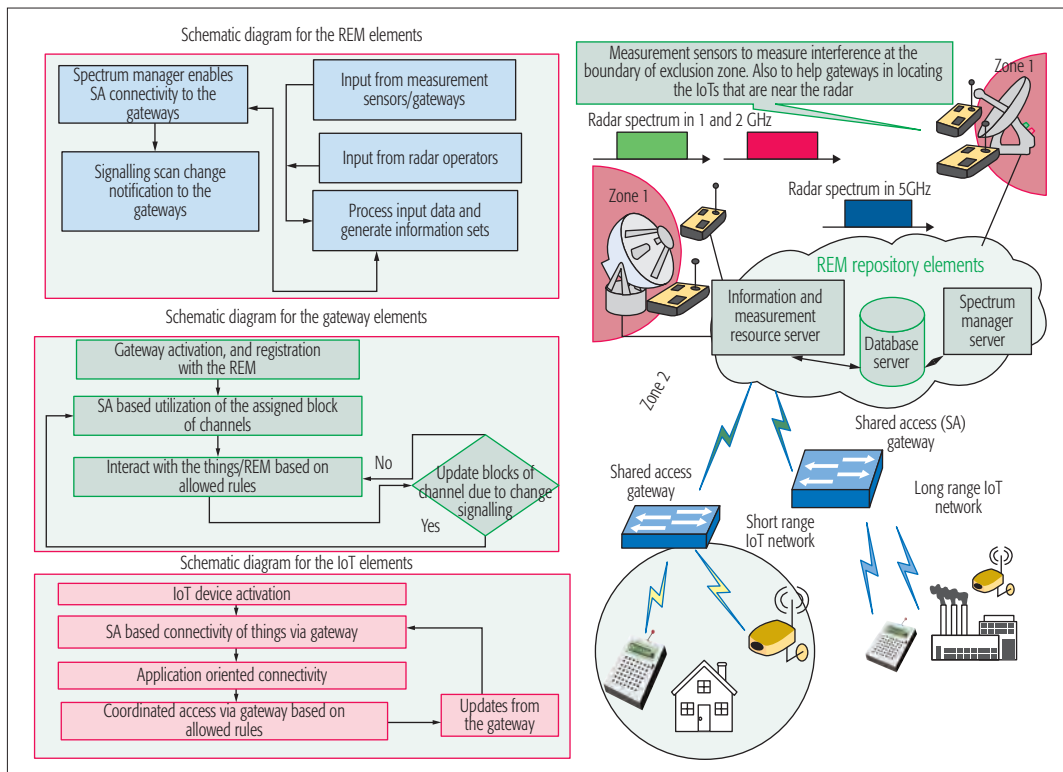 Schematic diagram for the REM elements
Spectrum manager enables
SA connectivity to the
gateways
Signalling scan change
notification to the
gateways
Input from measurement
sensors/gateways
Input from radar operators
Process input data and
generate information sets
Schematic diagram for the gateway elements
Gateway activation, and registration
with the REM
SA based utilization of the assigned block
of channels
Interact with the things/REM based on
allowed rules
No
Update blocks of
channel due to change
signalling
Yes
Schematic diagram for the IoT elements
IoT device activation
SA based connectivity of things via gateway
Application oriented connectivity
Coordinated access via gateway based on
allowed rules
Updates from
the gateway
Measurement sensors to measure interference at the
boundary of exclusion zone. Also to help gateways in locating
the IoTs that are near the radar
Zone 1
Radar spectrum in 1 and 2 GHz
Zone 1
Radar spectrum in 5GHz
REM repository elements
Information and
measurement
resource server
Database
server
Spectrum
manager
server
Zone 2
Shared access (SA)
gateway
Shared access
gateway
Long range IoT
network
Short range
IoT network